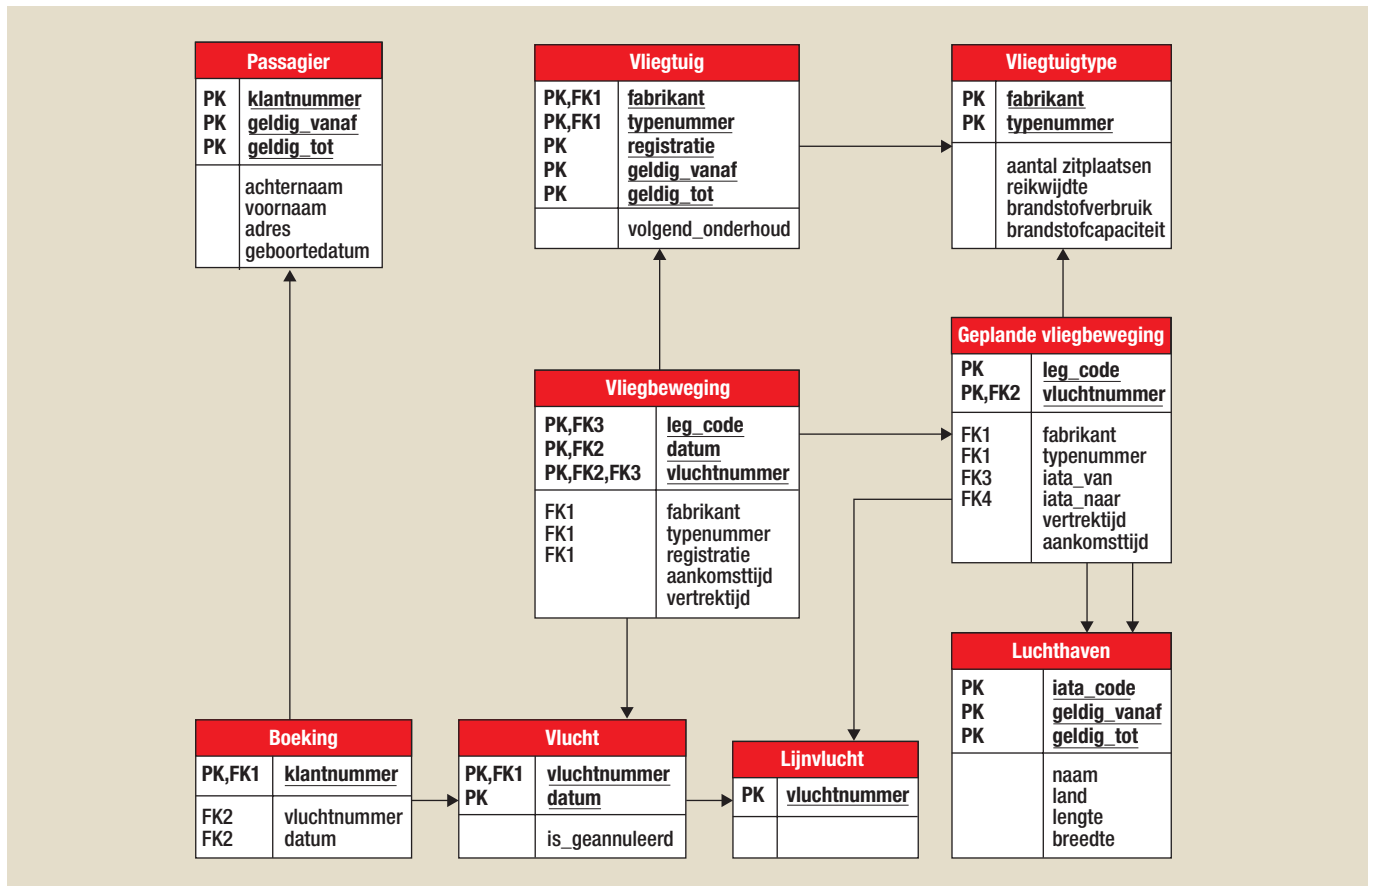 Passagier
PK klantnummer
PK geldig_vanaf
PK geldig_tot
achternaam
voornaam
adres
geboortedatum
Vliegtuig
PK,FK1 fabrikant
PK,FK1 typenummer
PK registratie
PK geldig_vanaf
PK geldig_tot
volgend_onderhoud
Vliegtuigtype
PK fabrikant
PK typenummer
aantal zitplaatsen
reikwijdte
brandstofverbruik
brandstofcapaciteit
Vliegbeweging
PK,FK3 leg_code
PK,FK2 datum
PK,FK2,FK3 vluchtnummer
FK1 fabrikant
FK1 typenummer
FK1 registratie
aankomsttijd
vertrektijd
Geplande vliegbeweging
PK leg_code
PK,FK2 vluchtnummer
FK1 fabrikant
FK1 typenummer
FK3 iata_van
FK4 iata_naar
vertrektijd
aankomsttijd
Boeking
PK,FK1 klantnummer
FK2 vluchtnummer
FK2 datum
Vlucht
PK,FK1 vluchtnummer
PK datum
is_geannuleerd
Lijnvlucht
PK vluchtnummer
Luchthaven
PK iata_code
PK geldig_vanaf
PK geldig_tot
naam
land
lengte
breedte